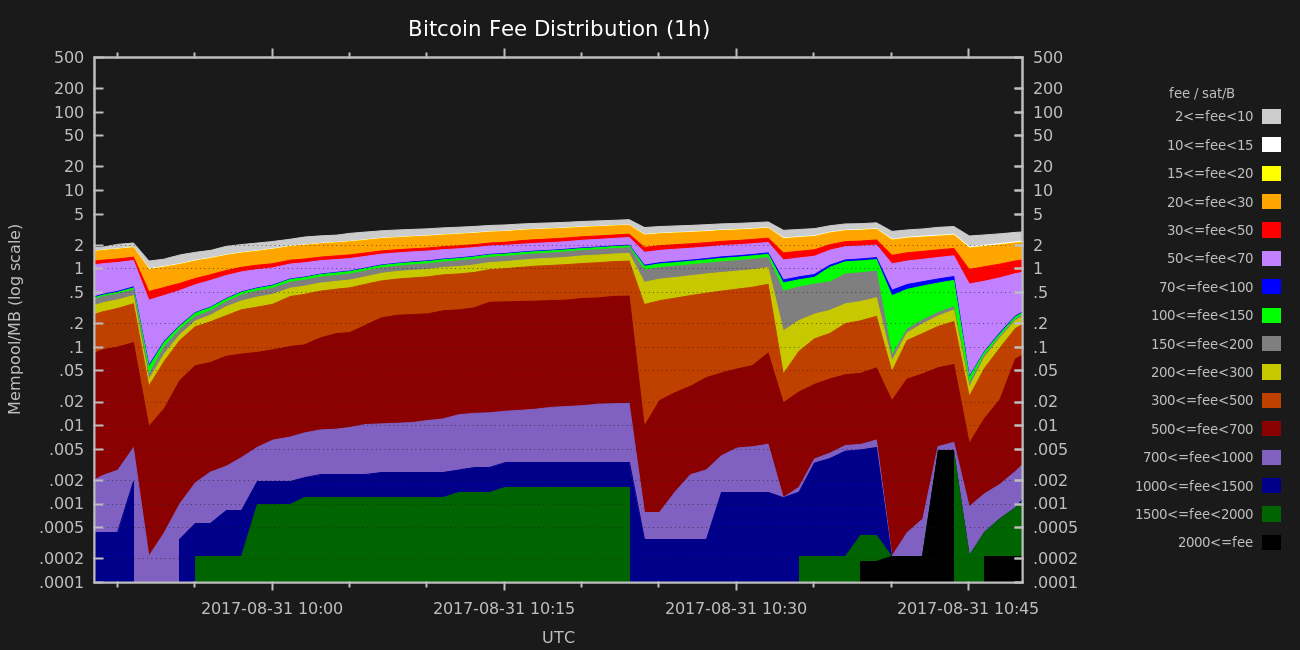 Bitcoin Fee Distribution (1h)
Mempool/MB (log scale)
500
200
100
50
20
10
5
2
1
.5
.2
.1
.05
.02
.01
.005
.002
.001
.0005
.0002
.0001
500
200
100
50
20
10
5
2
1
.5
.2
.1
.05
.02
.01
.005
.002
.001
.0005
.0002
.0001
2017-08-31 10:00 2017-08-31 10:15 2017-08-31 10:30 2017-08-31 10:45
UTC
fee / sat/B
2<=fee<10
10<=fee<15
15<=fee<20
20<=fee<30
30<=fee<50
50<=fee<70
70<=fee<100
100<=fee<150
150<=fee<200
200<=fee<300
300<=fee<500
500<=fee<700
700<=fee<1000
1000<=fee<1500
1500<=fee<2000
2000<=fee